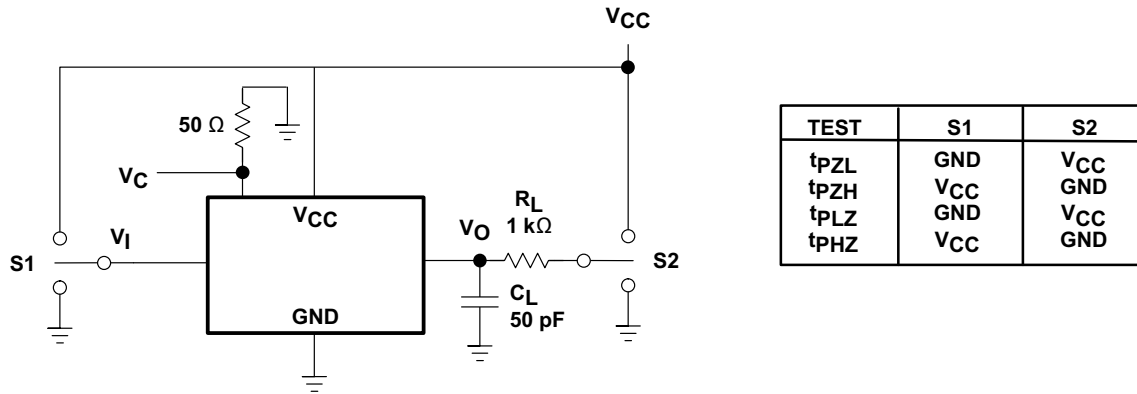 VCC
50 Ω
VC
VCC
VI
S1
VO
RL
1 kΩ
S2
CL
50 pF
GND
TEST S1 S2
tPZL GND VCC
tPZH VCC GND
tPLZ GND VCC
tPHZ VCC GND